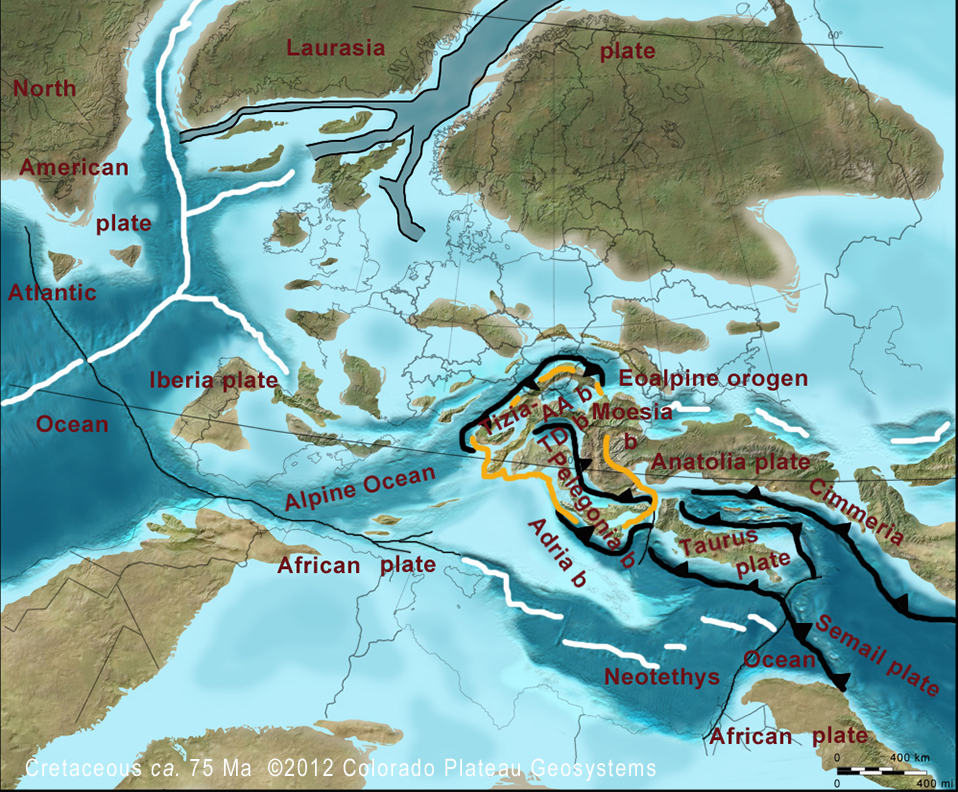 60°
Laurasia
plate
North
American
plate
Atlantic
Ocean
Iberia plate
Eoalpine orogen
Tizia-
AA b
TD b
Moesia
b
Anatolia plate
Cimmeria
Alpine Ocean
T
Pelegonia b
Adria b
Taurus
plate
African plate
Semail plate
Neotethys
Ocean
African plate
Cretaceous ca. 75 Ma ©2012 Colorado Plateau Geosystems
0 400 km
0 400 mi